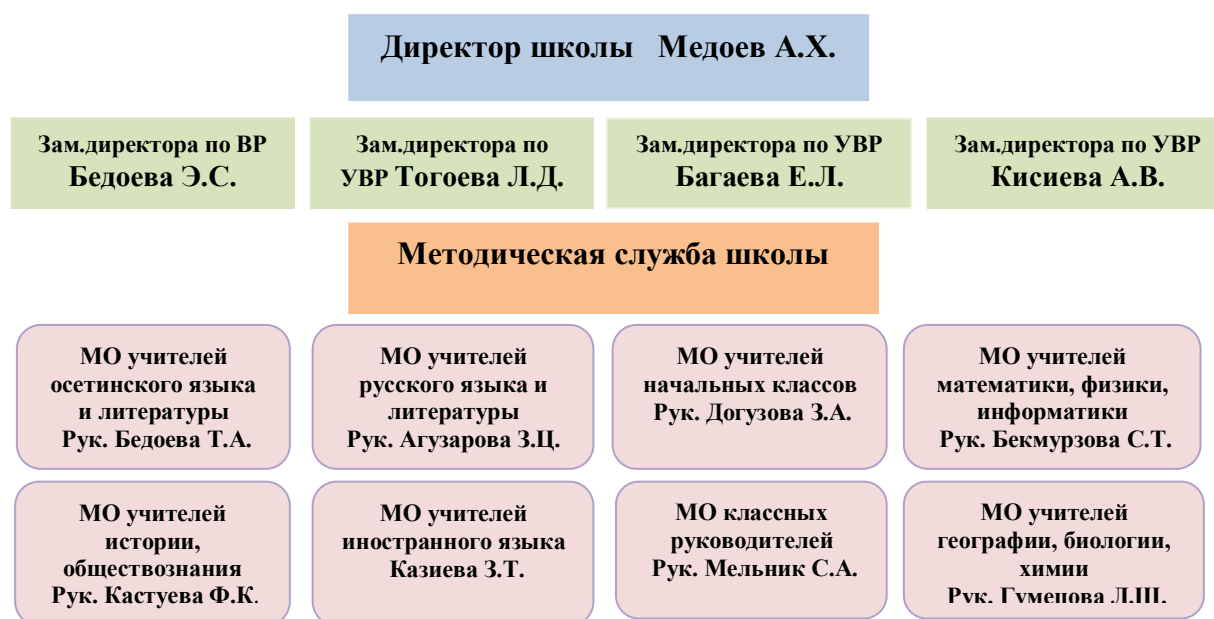 Директор школы Медоев А.Х.
Зам.директора по ВР
Бедоева Э.С.
Зам.директора по
УВР Тогоева Л.Д.
Зам.директора по УВР
Багаева Е.Л.
Зам.директора по УВР
Кисиева А.В.
Методическая служба школы
МО учителей
осетинского языка
и литературы
Рук. Бедоева Т.А.
МО учителей
русского языка и
литературы
Рук. Агузарова З.Ц.
МО учителей
начальных классов
Рук. Догузова З.А.
МО учителей
математики, физики,
информатики
Рук. Бекмурзова С.Т.
МО учителей
истории,
обществознания
Рук. Кастуева Ф.К.
МО учителей
иностранного языка
Казиева З.Т.
МО классных
руководителей
Рук. Мельник С.А.
МО учителей
географии, биологии,
химии
Рук.